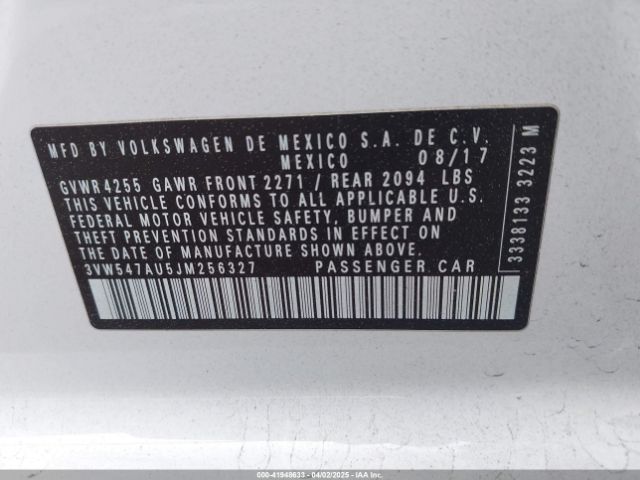 MFD BY VOLKSWAGEN DE MEXICO S.A. DE C.V.
MEXICO 08/17
GVWR 4255 GAWR FRONT 2271 / REAR 2094 LBS
THIS VEHICLE CONFORMS TO ALL APPLICABLE U.S.
FEDERAL MOTOR VEHICLE SAFETY, BUMPER AND
THEFT PREVENTION STANDARDS IN EFFECT ON
THE DATE OF MANUFACTURE SHOWN ABOVE.
3VW547AU5JM256327 PASSENGER CAR
3338133 3223 M
000-41948633 - 04/02/2025 - IAAI.COM